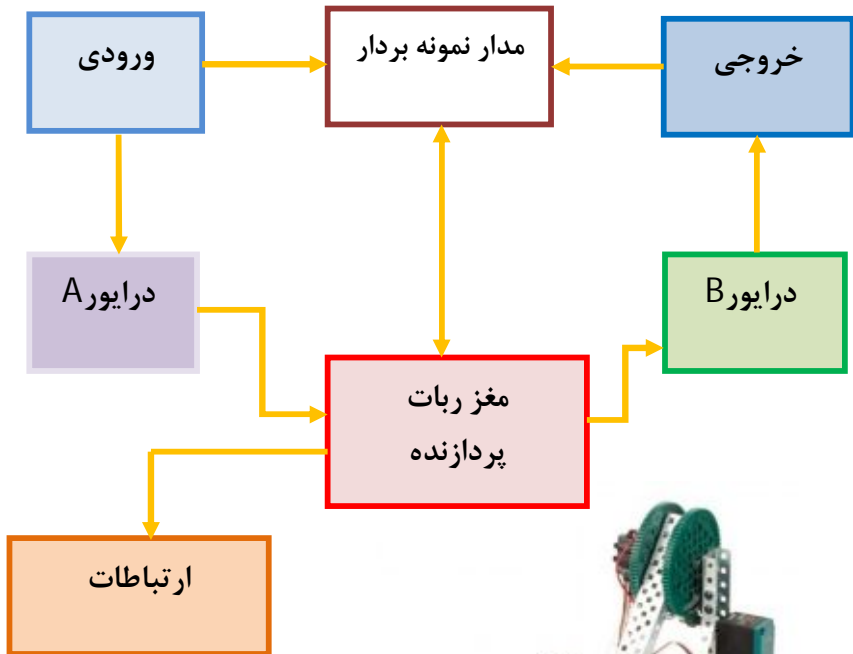 ورودی
مدار نمونه بردار
خروجی
درایورA
درایورB
مغز ربات
پردازنده
ارتباطات